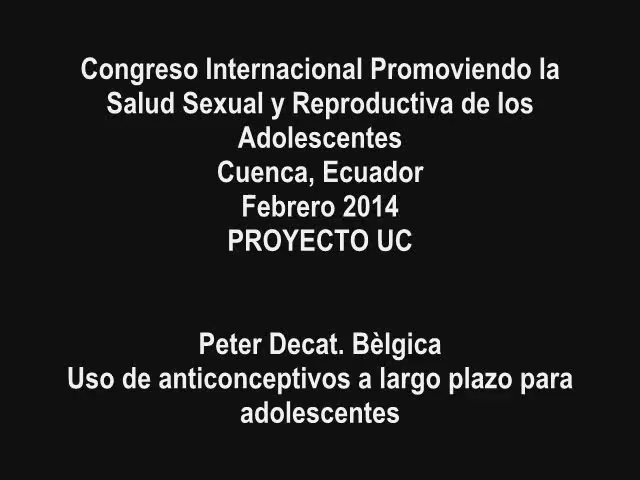 Congreso Internacional Promoviendo la
Salud Sexual y Reproductiva de los
Adolescentes
Cuenca, Ecuador
Febrero 2014
PROYECTO UC
Peter Decat. Bèlgica
Uso de anticonceptivos a largo plazo para
adolescentes